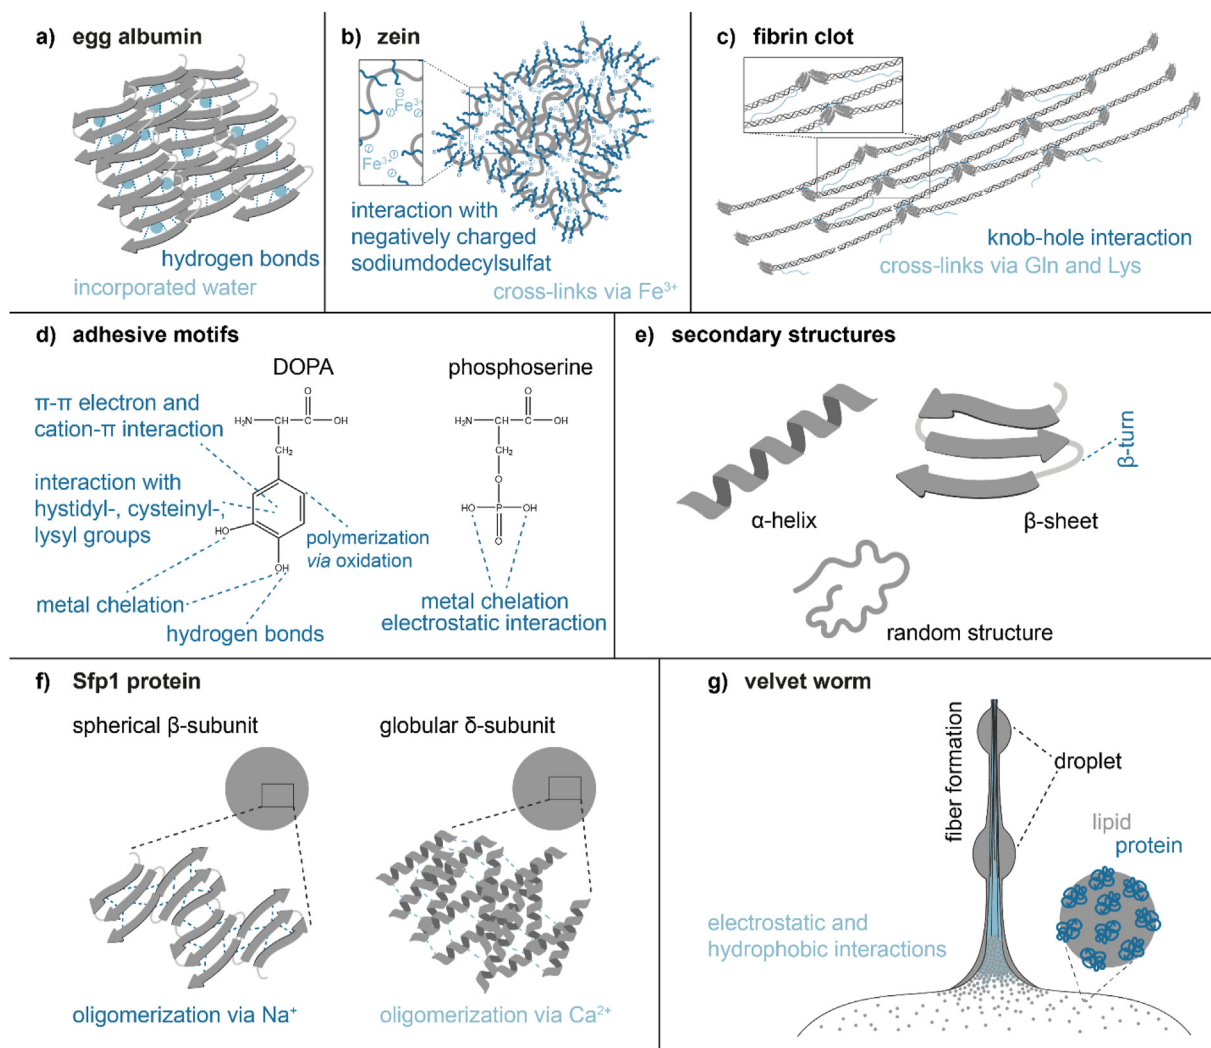 a) egg albumin
hydrogen bonds
incorporated water
b) zein
Fe³⁺
Fe³⁺
interaction with
negatively charged
sodiumdodecylsulfat
cross-links via Fe³⁺
c) fibrin clot
knob-hole interaction
cross-links via Gln and Lys
d) adhesive motifs
DOPA
π-π electron and
cation-π interaction
interaction with
hystidyl-, cysteinyl-,
lysyl groups
metal chelation
hydrogen bonds
polymerization
via oxidation
H₂N
CH
C
O
OH
CH₂
HO
OH
phosphoserine
H₂N
CH
C
O
OH
CH₂
O
HO
P
OH
O
metal chelation
electrostatic interaction
e) secondary structures
α-helix
β-sheet
β-turn
random structure
f) Sfp1 protein
spherical β-subunit
oligomerization via Na⁺
globular δ-subunit
oligomerization via Ca²⁺
g) velvet worm
fiber formation
droplet
lipid
protein
electrostatic and
hydrophobic interactions